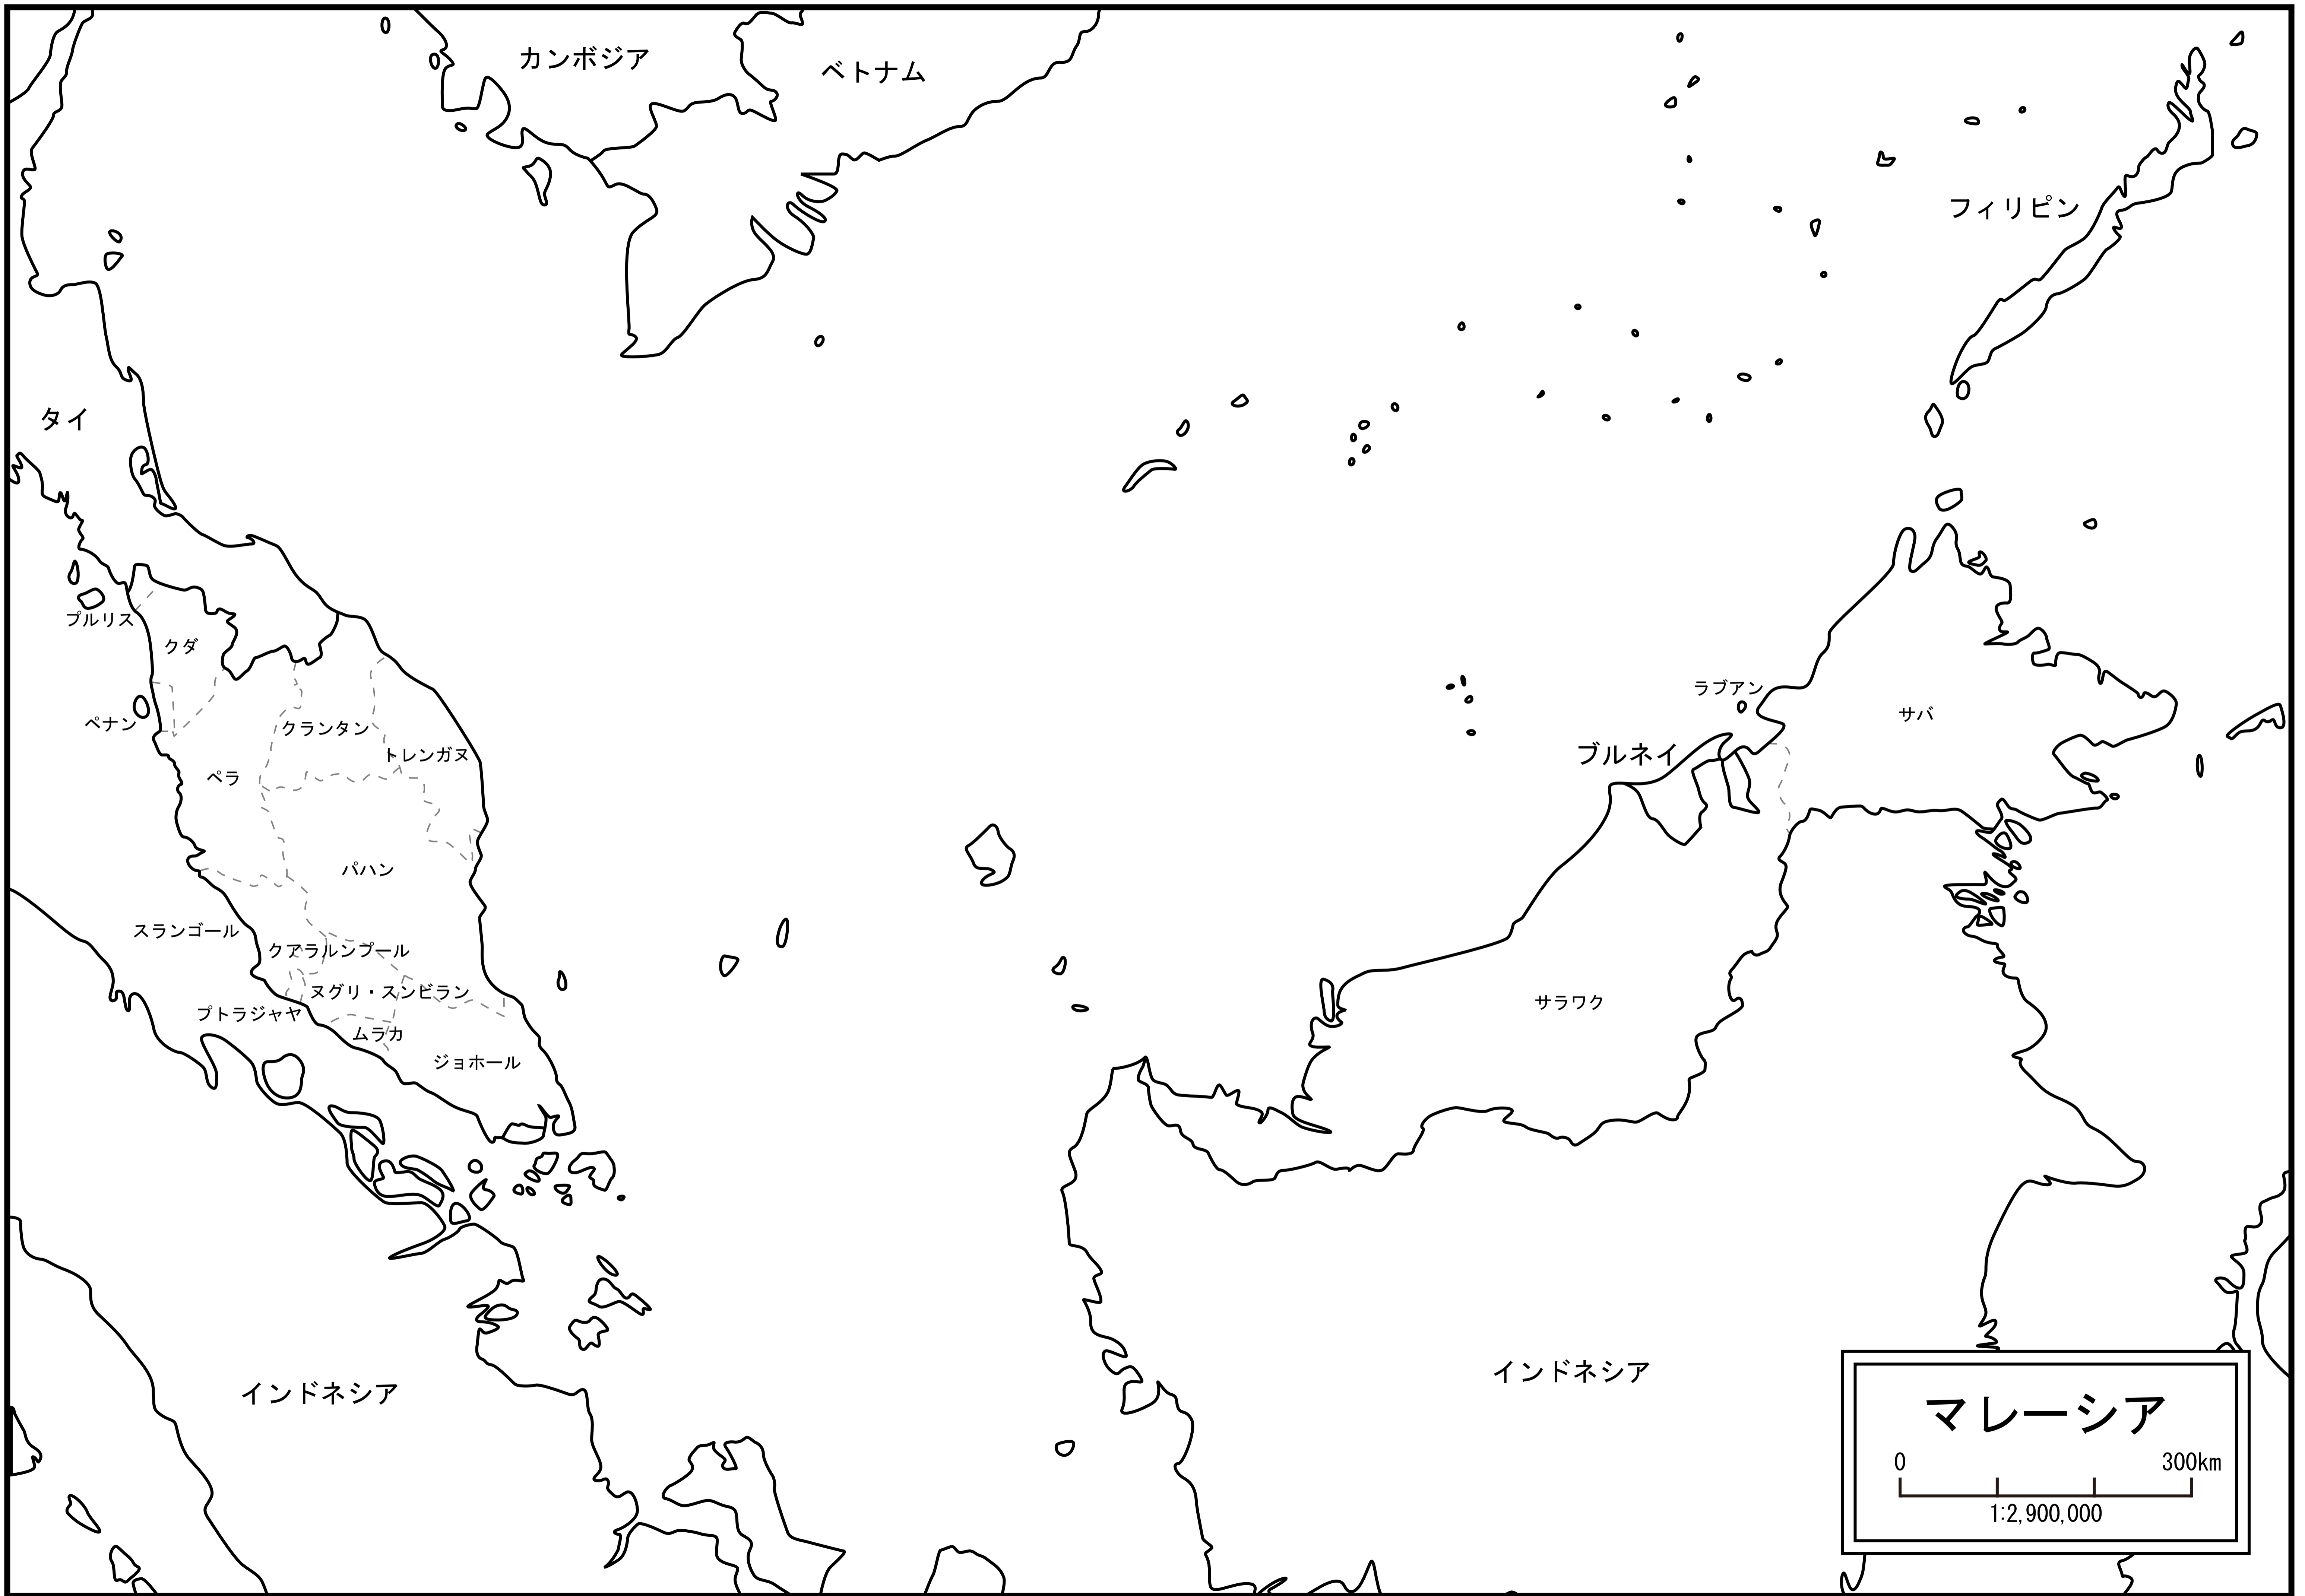 カンボジア
ベトナム
フィリピン
タイ
プルリス
クダ
ペナン
クランタン
トレンガヌ
ペラ
パハン
スランゴール
クアラルンプール
ヌグリ・スンビラン
プトラジャヤ
ムラカ
ジョホール
ラブアン
サバ
ブルネイ
サラワク
インドネシア
インドネシア
マレーシア
0 300km
1:2,900,000